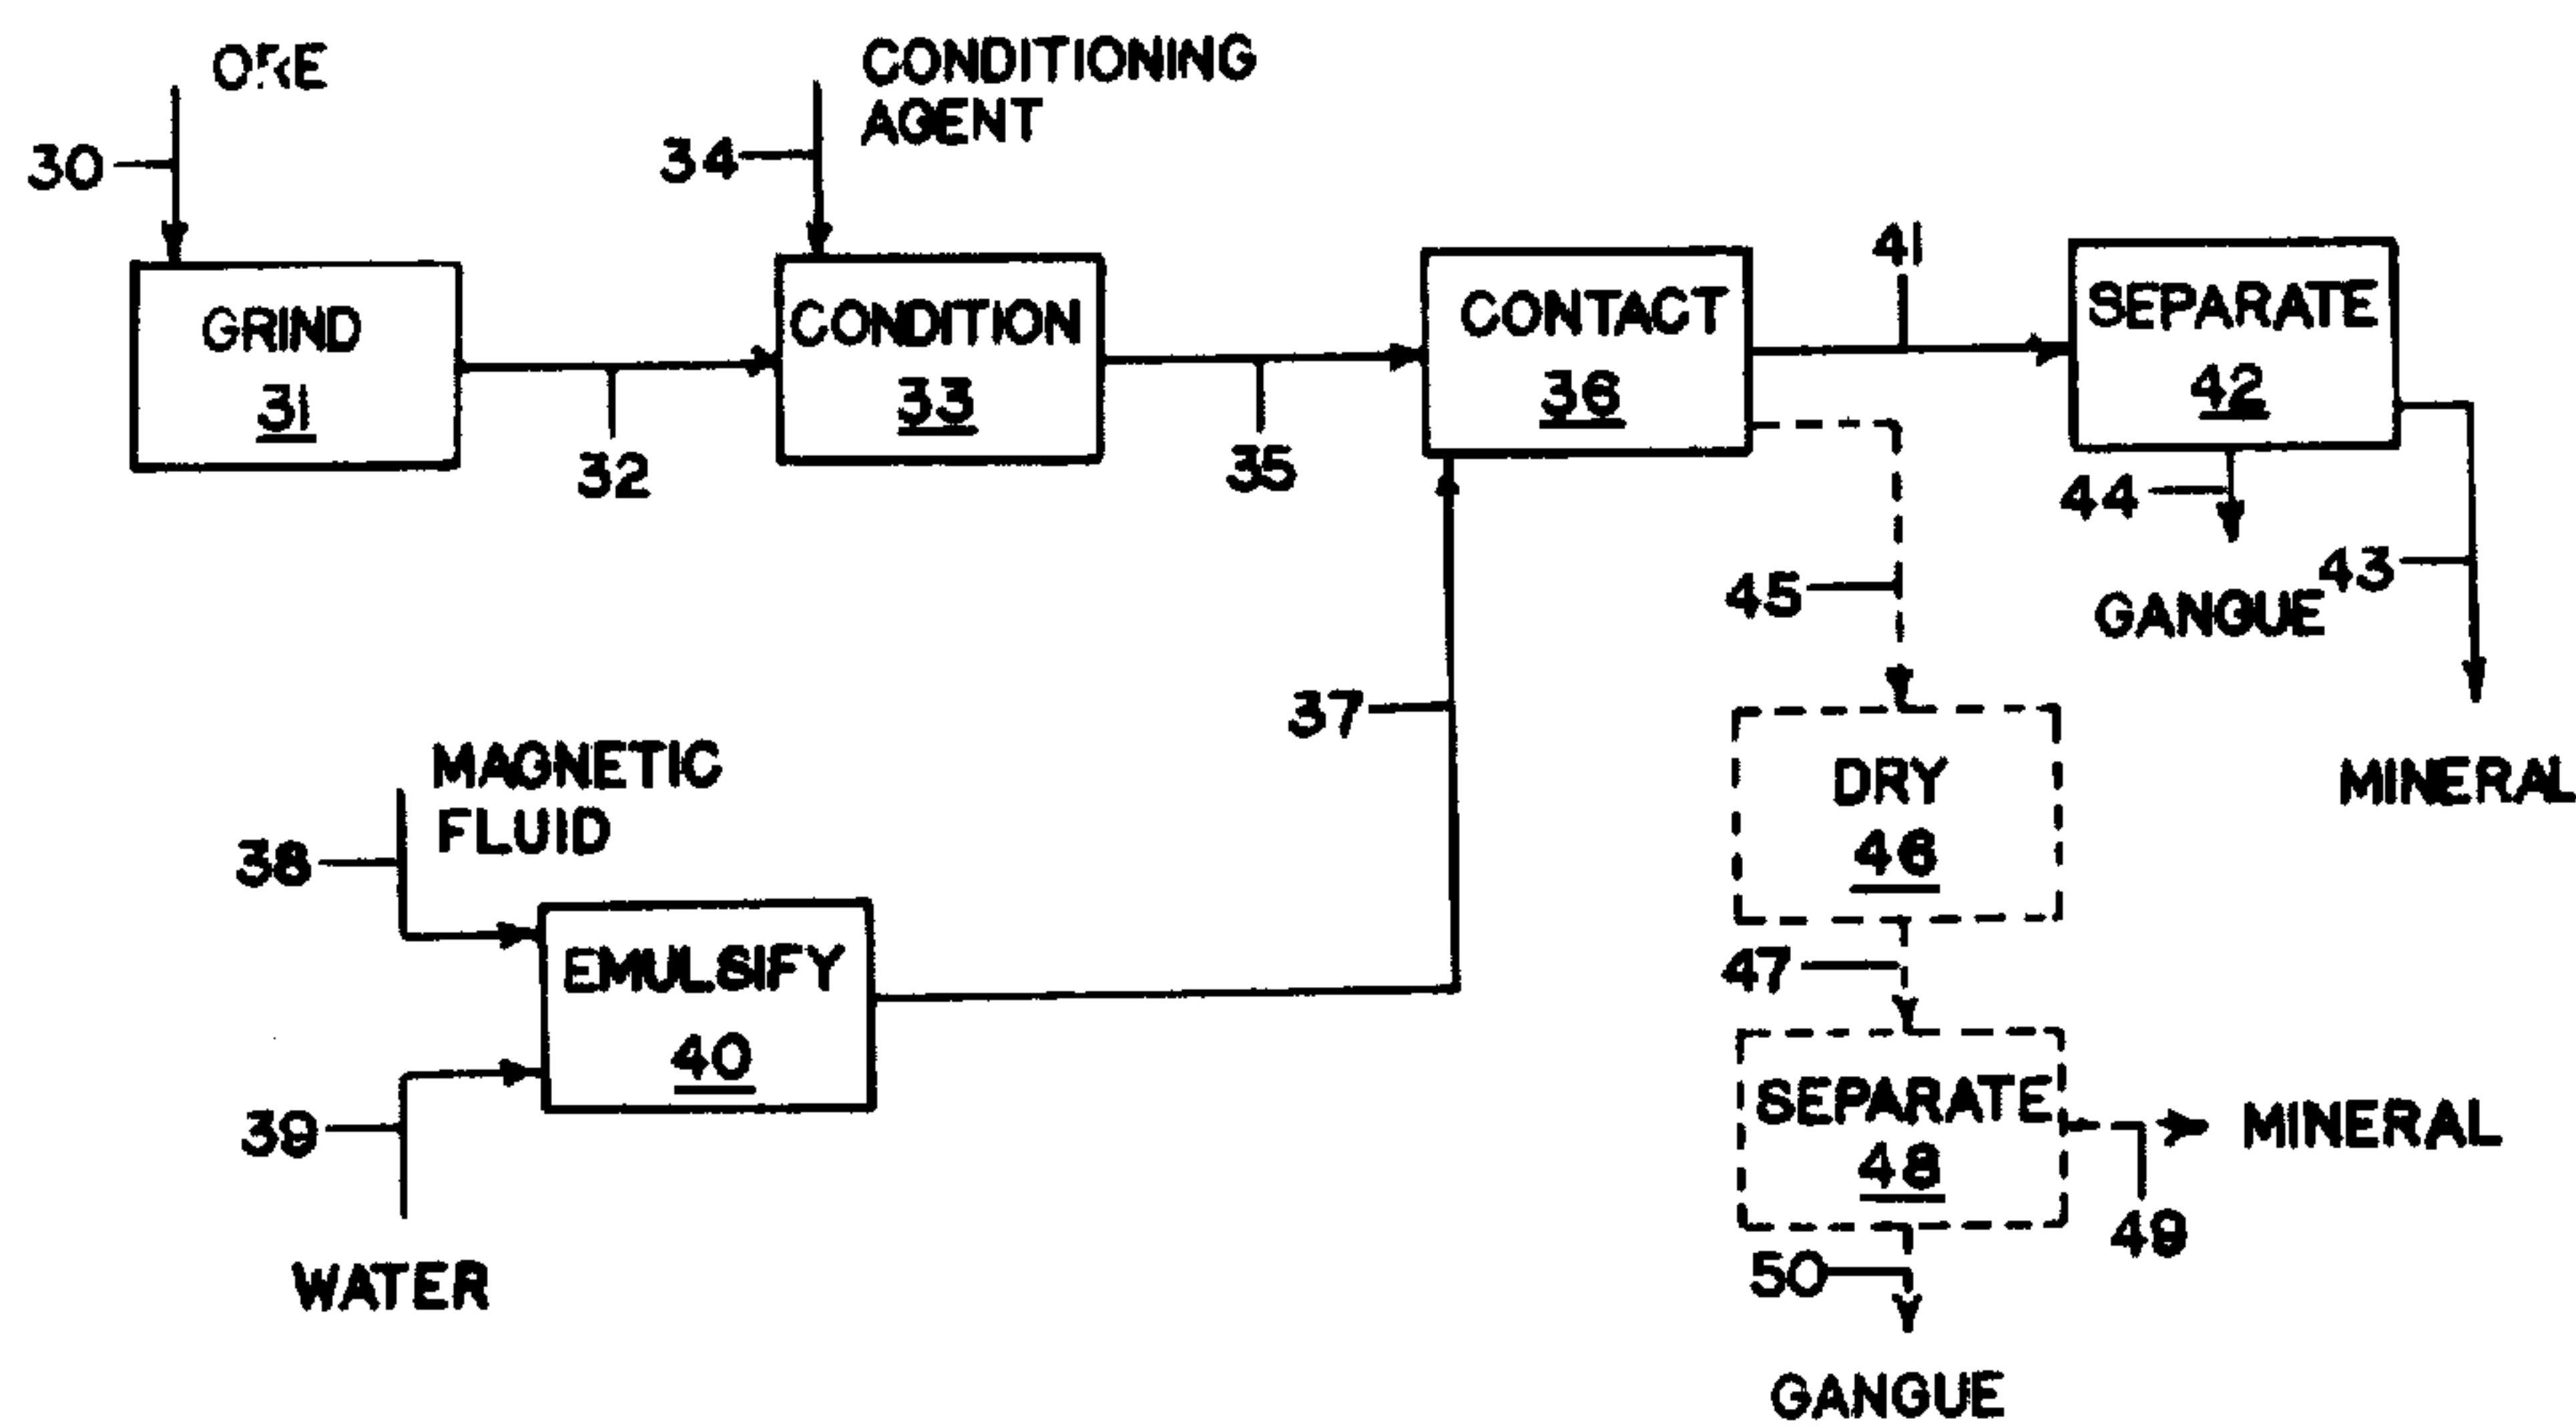 ORE
30
GRIND
31
32
CONDITIONING
AGENT
34
CONDITION
33
35
CONTACT
36
37
41
SEPARATE
42
44
GANGUE
43
MINERAL
45
DRY
46
47
SEPARATE
48
49
MINERAL
50
GANGUE
MAGNETIC
FLUID
38
EMULSIFY
40
39
WATER